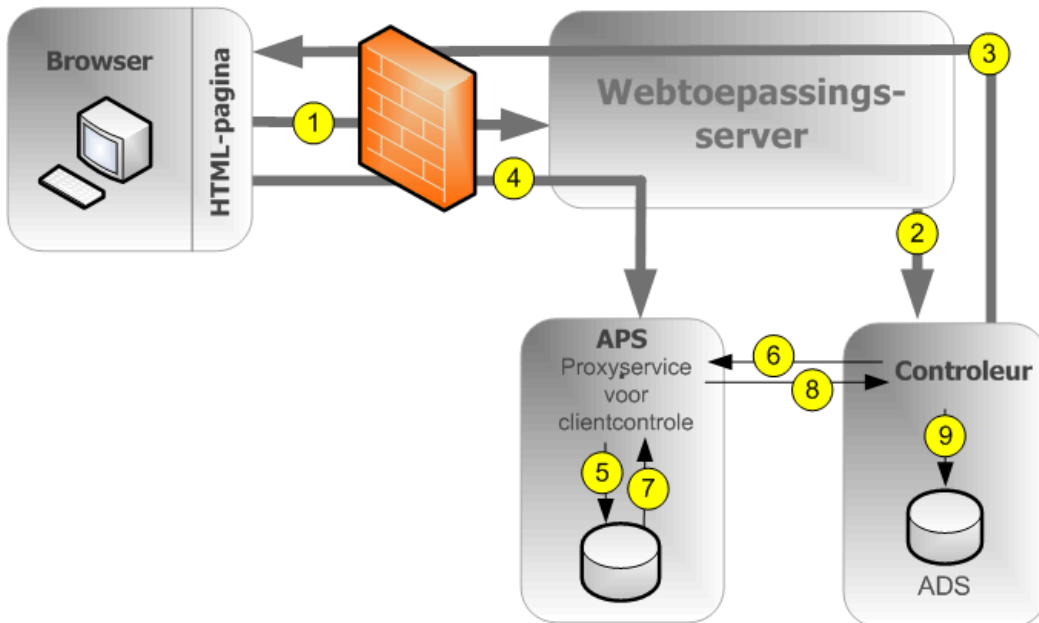 Browser
HTML-pagina
1
4
Webtoepassings-
server
3
2
APS
Proxyservice
voor
clientcontrole
5
7
6
8
Controleur
9
ADS